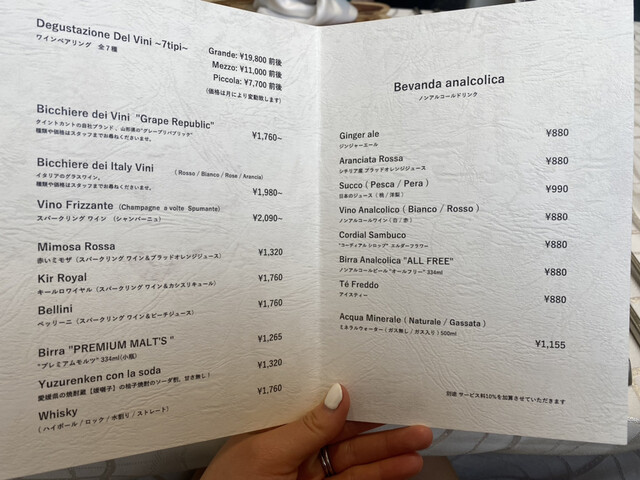 Degustazione Del Vini ~7tipi~
ワインペアリング 全７種
Grande: ¥19,800 前後
Mezzo: ¥11,000 前後
Piccola: ¥7,700 前後
(価格は月により変動致します)
Bicchiere dei Vini "Grape Republic"
クイントカントの自社ブランド、山形県の"グレープリパブリック"
種類や価格はスタッフまでお尋ねくださいませ。
¥1,760~
Bicchiere dei Italy Vini (Rosso / Bianco / Rose / Arancia)
イタリアのグラスワイン。
種類や価格はスタッフまでお尋ねくださいませ。
¥1,980~
Vino Frizzante (Champagne a volte Spumante)
スパークリング ワイン (シャンパーニュ)
¥2,090~
Mimosa Rossa
赤いミモザ (スパークリング ワイン＆ブラッドオレンジジュース)
¥1,320
Kir Royal
キールロワイヤル (スパークリング ワイン＆カシスリキュール)
¥1,760
Bellini
ベッリーニ (スパークリング ワイン＆ピーチジュース)
¥1,760
Birra "PREMIUM MALT'S "
"プレミアムモルツ" 334ml(小瓶)
¥1,265
Yuzurenken con la soda
愛媛県の焼酎蔵【媛囃子】の柚子焼酎のソーダ割。甘さ無し！
¥1,320
Whisky
( ハイボール / ロック / 水割り / ストレート)
¥1,760
Bevanda analcolica
ノンアルコールドリンク
Ginger ale
ジンジャーエール
¥880
Aranciata Rossa
シチリア産 ブラッドオレンジジュース
¥880
Succo ( Pesca / Pera )
日本のジュース ( 桃 / 洋梨 )
¥990
Vino Analcolico ( Bianco / Rosso )
ノンアルコールワイン ( 白 / 赤 )
¥880
Cordial Sambuco
"コーディアル シロップ" エルダーフラワー
¥880
Birra Analcolica "ALL FREE"
ノンアルコールビール "オールフリー" 334ml
¥880
Té Freddo
アイスティー
¥880
Acqua Minerale ( Naturale / Gassata )
ミネラルウォーター ( ガス無し / ガス入り ) 500ml
¥1,155
別途 サービス料10%を加算させていただきます